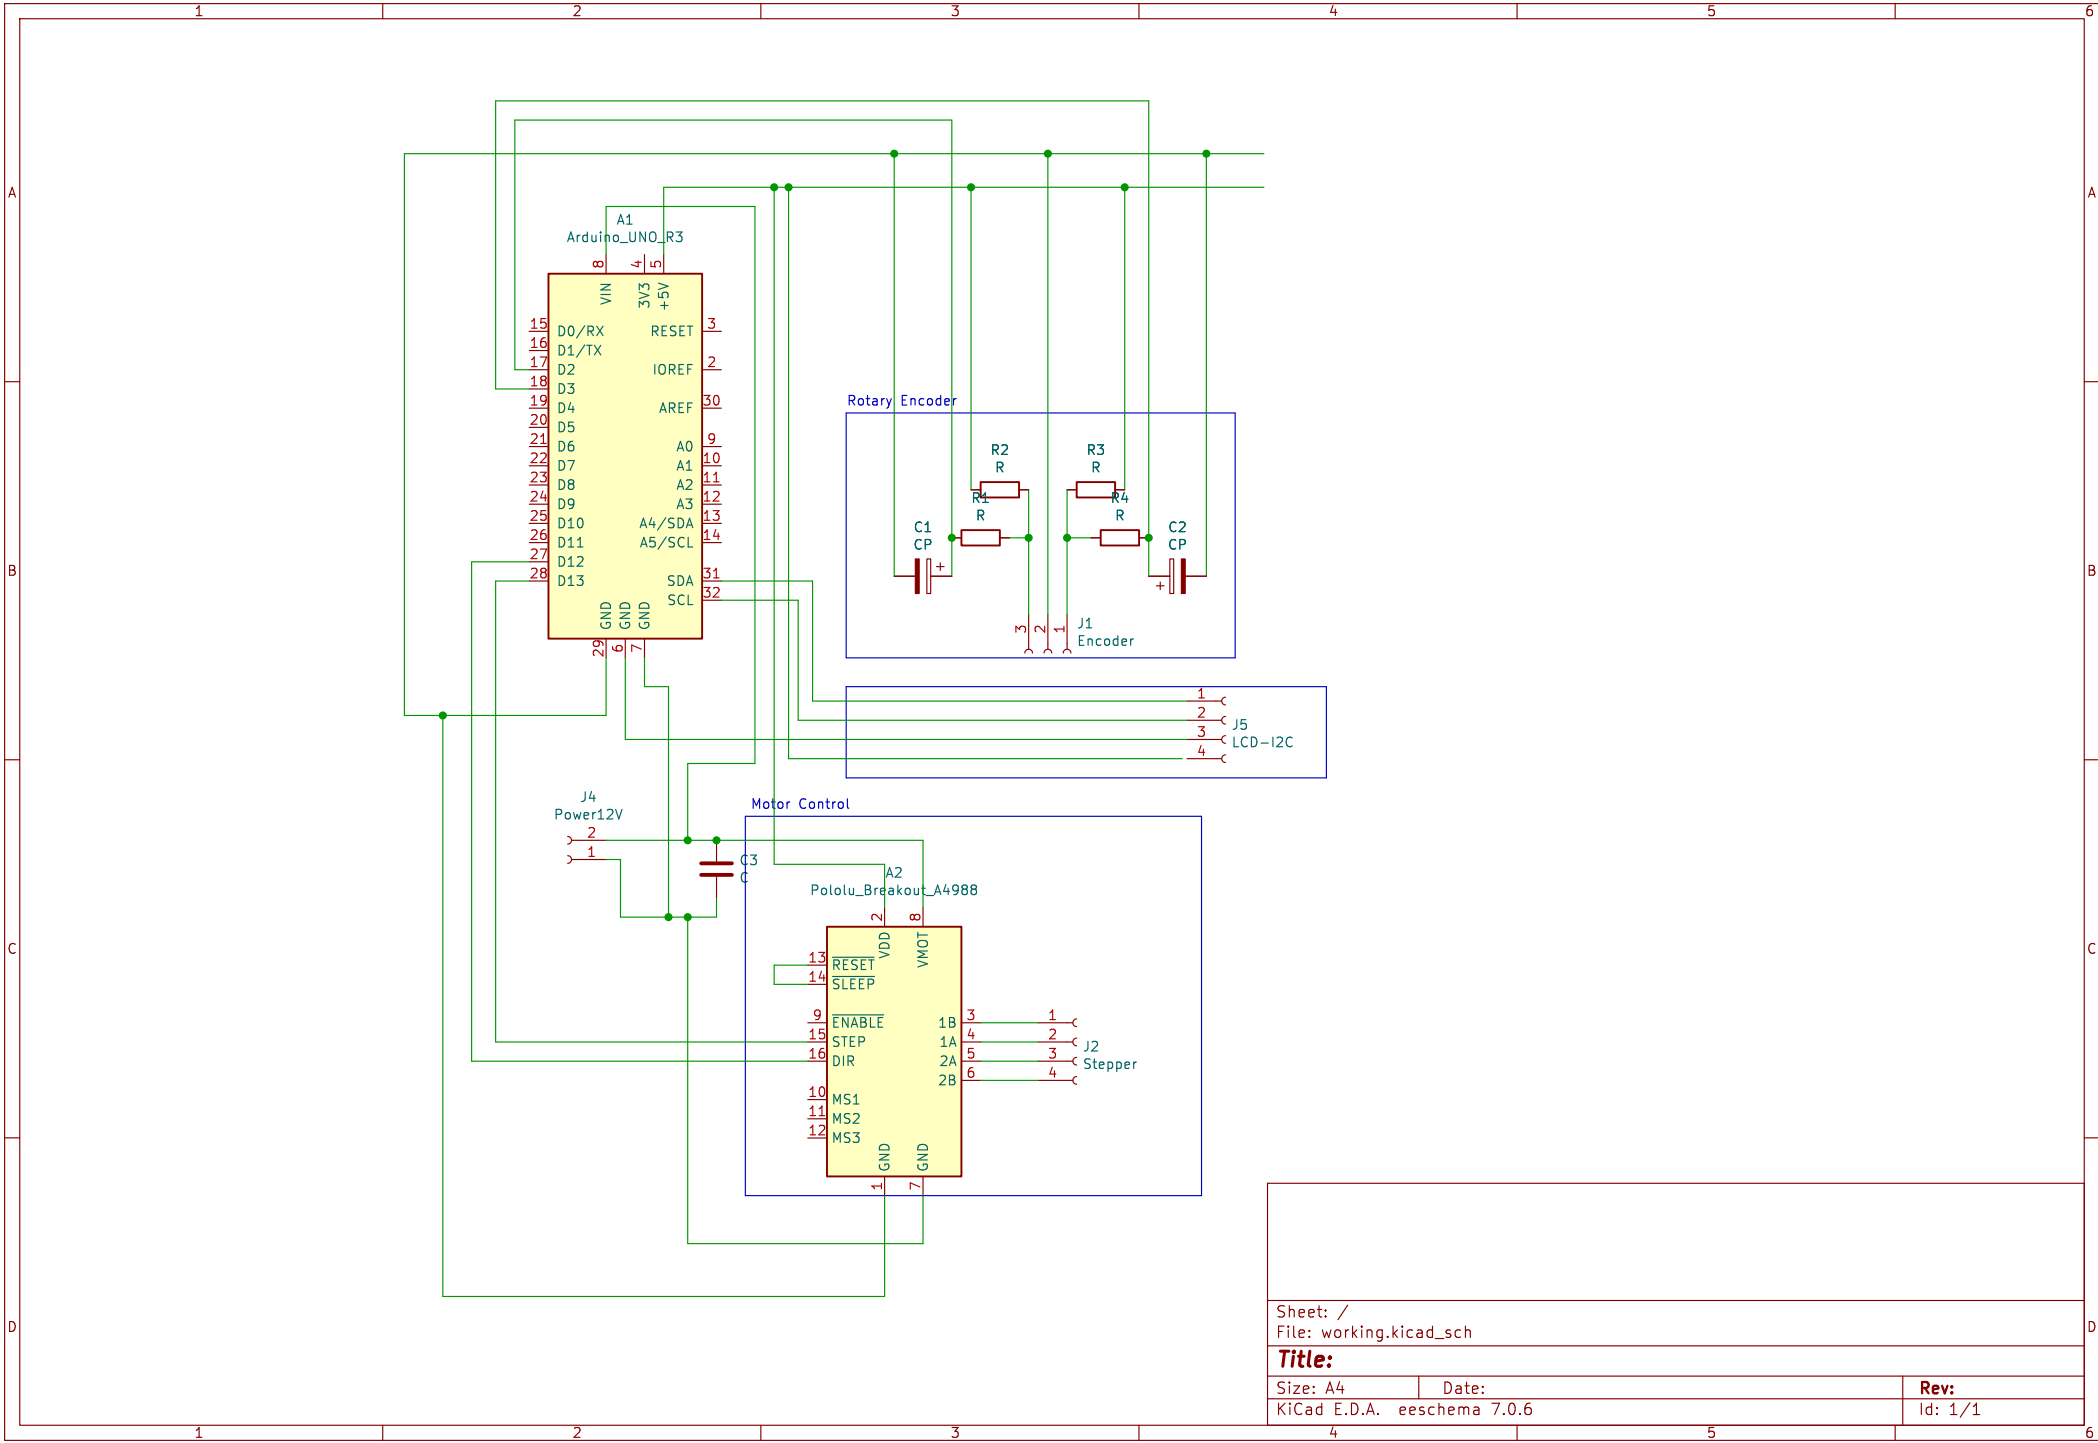 1 2 3 4 5 6
A A
B B
C C
D D
A1
Arduino_UNO_R3
8 4 5
VIN 3V3 +5V
15 D0/RX RESET 3
16 D1/TX
17 D2 IOREF 2
18 D3
19 D4 AREF 30
20 D5
21 D6 A0 9
22 D7 A1 10
23 D8 A2 11
24 D9 A3 12
25 D10 A4/SDA 13
26 D11 A5/SCL 14
27 D12
28 D13 SDA 31
SCL 32
GND GND GND
29 6 7
Rotary Encoder
R2
R
R3
R
R1
R
R4
R
C1
CP
+
C2
CP
+
3 2 1
J1
Encoder
1
2
3
4
J5
LCD-I2C
J4
Power12V
2
1
C3
C
Motor Control
A2
Pololu_Breakout_A4988
2 8
VDD VMOT
13 RESET
14 SLEEP
9 ENABLE 1B 3
15 STEP 1A 4
16 DIR 2A 5
2B 6
10 MS1
11 MS2
12 MS3
GND GND
1 7
1
2
3
4
J2
Stepper
Sheet: /
File: working.kicad_sch
Title:
Size: A4 Date: Rev:
KiCad E.D.A. eeschema 7.0.6 Id: 1/1
1 2 3 4 5 6